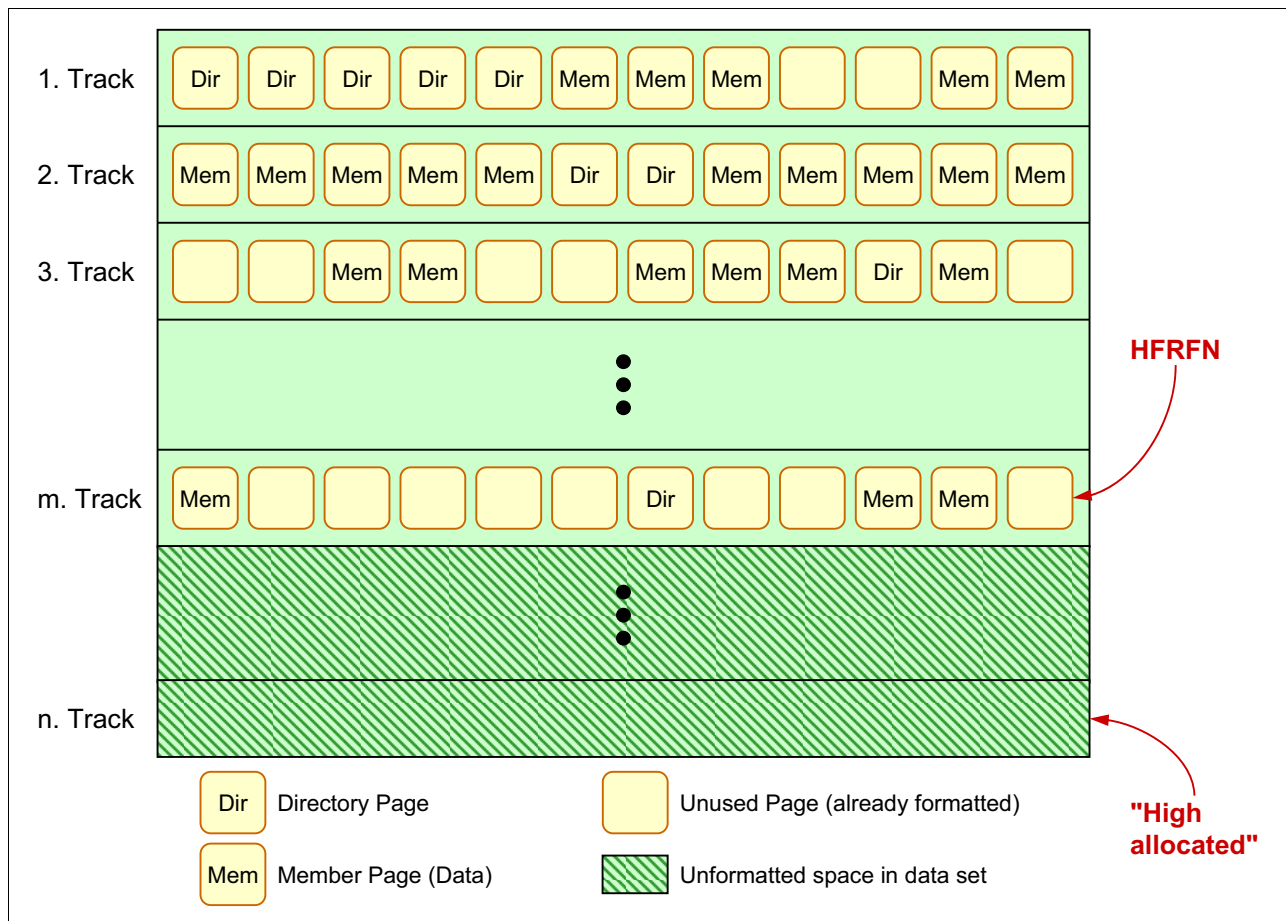 1. Track Dir Dir Dir Dir Dir Mem Mem Mem Mem Mem
2. Track Mem Mem Mem Mem Mem Dir Dir Mem Mem Mem Mem Mem
3. Track Mem Mem Mem Mem Mem Dir Mem
HFRFN
m. Track Mem Dir Mem Mem
n. Track
Dir Directory Page
Unused Page (already formatted)
"High
allocated"
Mem Member Page (Data)
Unformatted space in data set